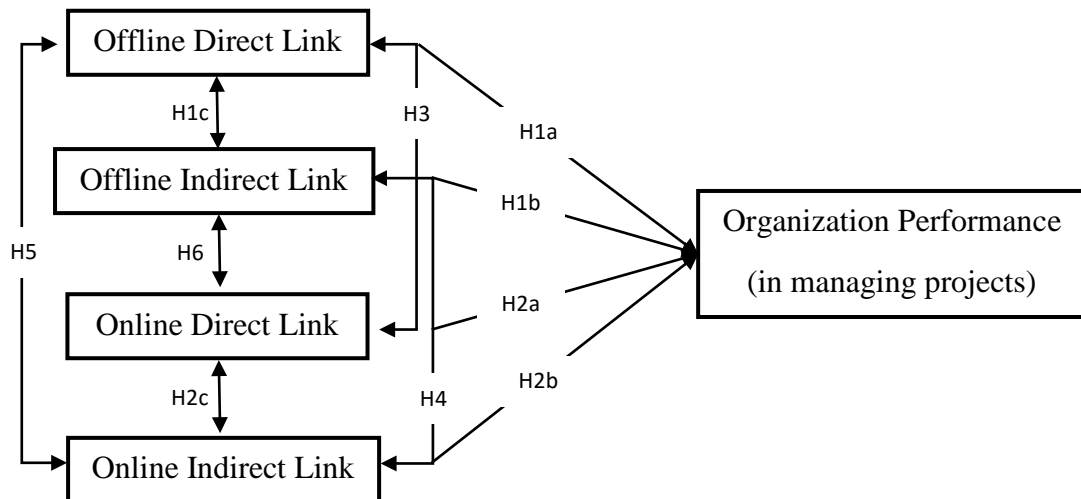 Offline Direct Link
H1c
H3
H1a
Offline Indirect Link
H1b
Organization Performance
(in managing projects)
H5
H6
Online Direct Link
H2a
H2c
H4
H2b
Online Indirect Link